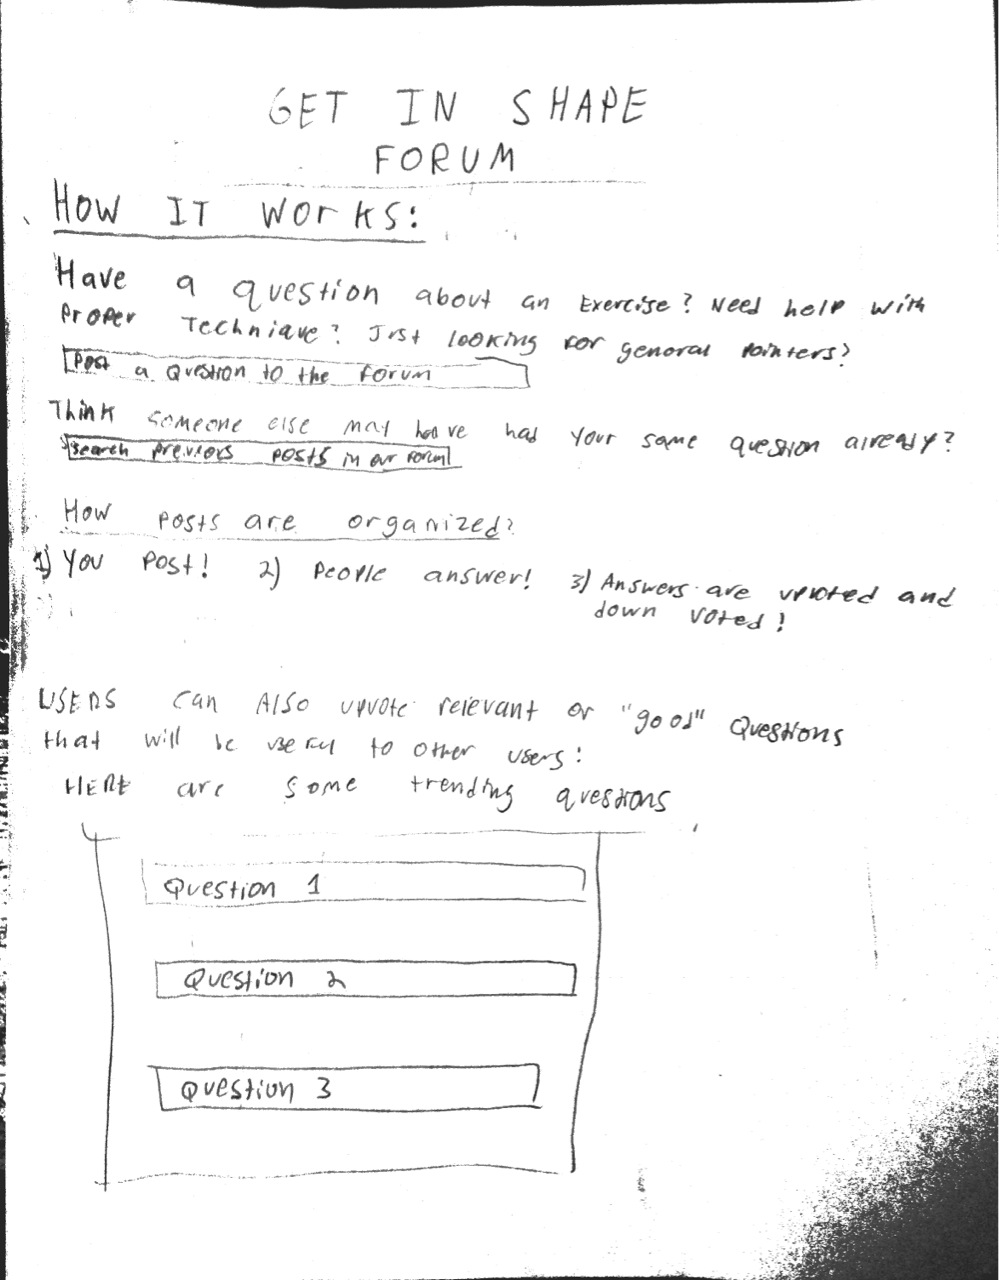 GET IN SHAPE
FORUM
HOW IT WORKS:
Have a question about an Exercise? Need help with
Proper Technique? Just looking for general pointers?
Post a question to the forum
Think someone else may have had your same question already?
Search previous posts in our forum
How posts are organized?
1) You Post! 2) People answer! 3) Answers are upvoted and
down voted!
USERS can Also upvote relevant or "good" Questions
that will be useful to other users:
HERE are some trending questions
Question 1
Question 2
Question 3